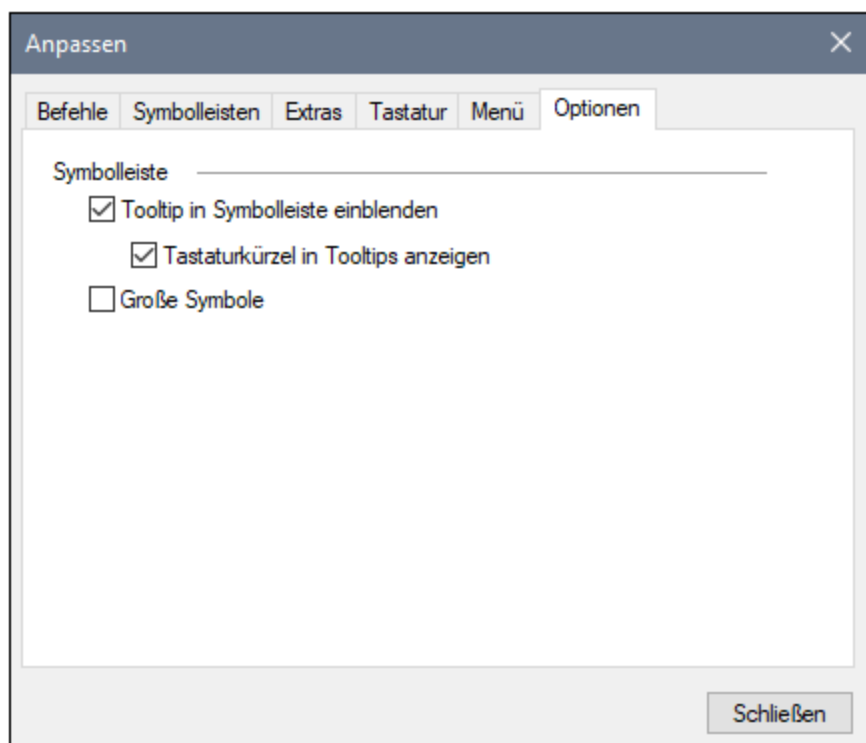 Anpassen
Befehle Symbolleisten Extras Tastatur Menü Optionen
Symbolleiste
Tooltip in Symbolleiste einblenden
Tastaturkürzel in Tooltips anzeigen
Große Symbole
Schließen